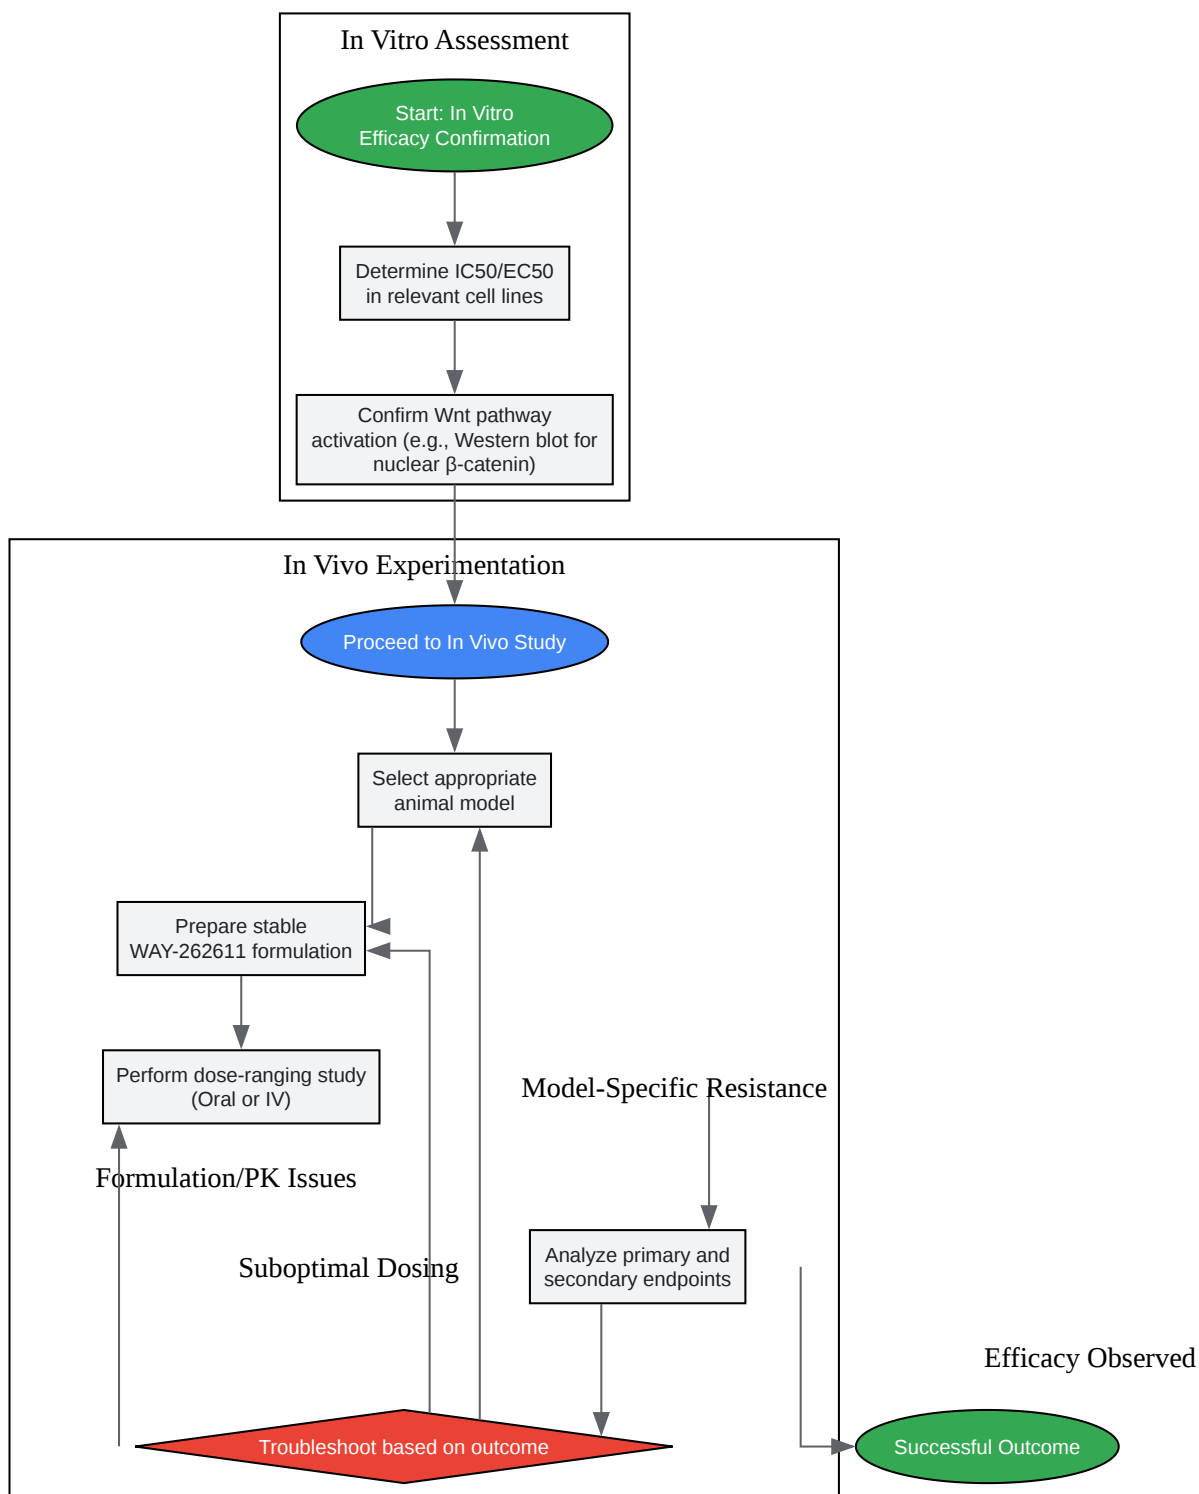 In Vitro Assessment
Start: In Vitro
Efficacy Confirmation
Determine IC50/EC50
in relevant cell lines
Confirm Wnt pathway
activation (e.g., Western blot for
nuclear β-catenin)
In Vivo Experimentation
Proceed to In Vivo Study
Select appropriate
animal model
Prepare stable
WAY-262611 formulation
Perform dose-ranging study
(Oral or IV)
Model-Specific Resistance
Formulation/PK Issues
Suboptimal Dosing
Analyze primary and
secondary endpoints
Efficacy Observed
Troubleshoot based on outcome
Successful Outcome